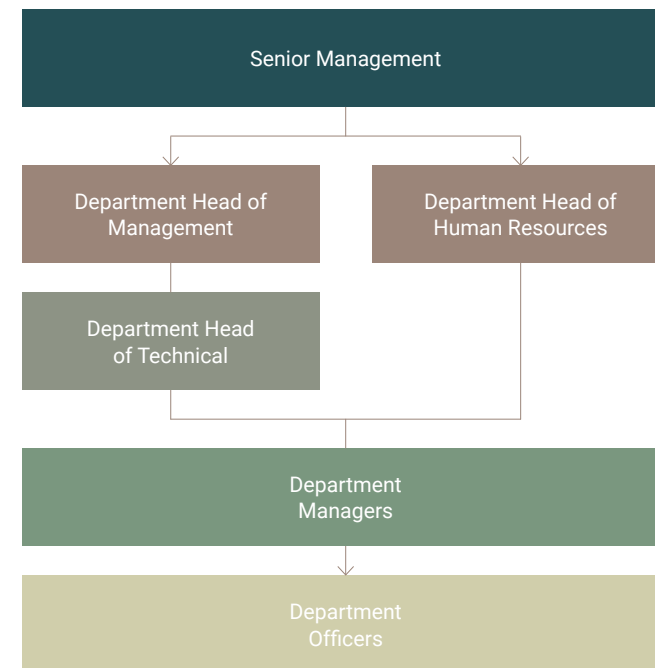 Senior Management
Department Head of
Management
Department Head of
Human Resources
Department Head
of Technical
Department
Managers
Department
Officers